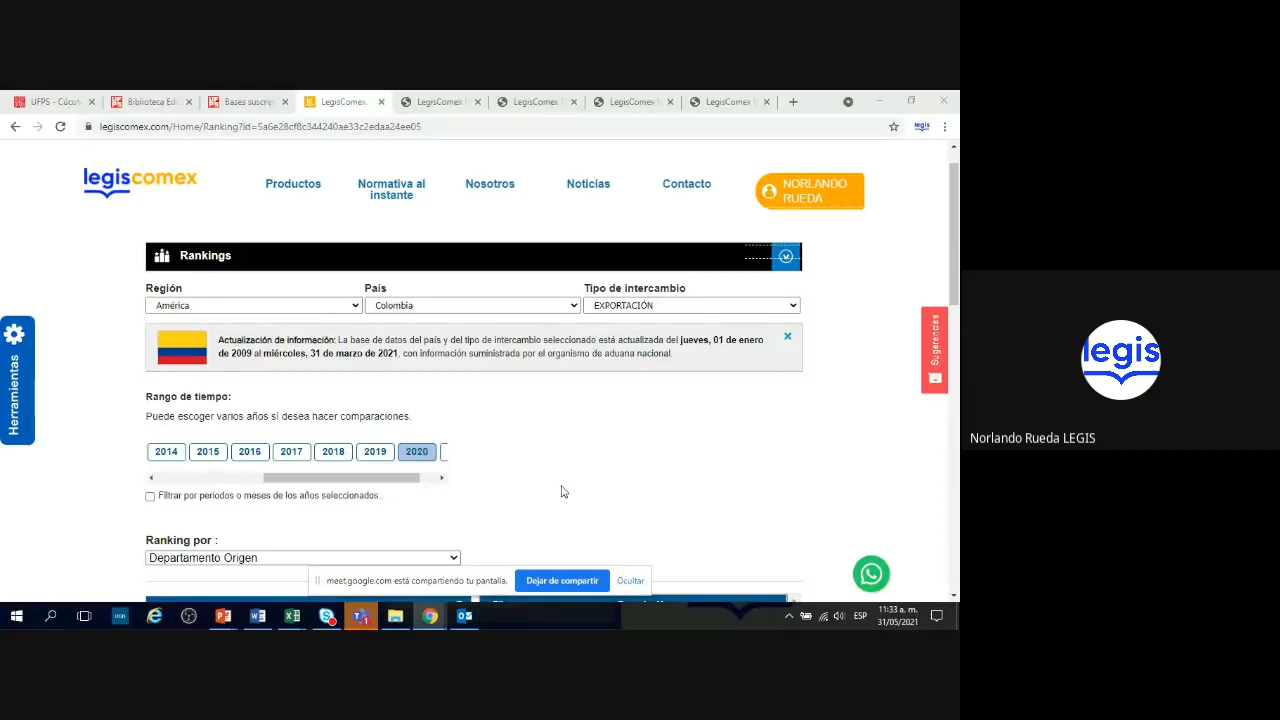 UFPS - Cúcut
Biblioteca Edu
Bases suscrip
LegisComex.
LegisComex
LegisComex
LegisComex
LegisComex
legiscomex.com/Home/Ranking?id=5a6e28cf8c344240ae33c2edaa24ee05
legis
legiscomex
Productos
Normativa al
instante
Nosotros
Noticias
Contacto
NORLANDO
RUEDA
Rankings
Región
País
Tipo de intercambio
América
Colombia
EXPORTACIÓN
Actualización de información: La base de datos del país y del tipo de intercambio seleccionado está actualizada del jueves, 01 de enero
de 2009 al miércoles, 31 de marzo de 2021, con información suministrada por el organismo de aduana nacional.
Herramientas
Sugerencias
Rango de tiempo:
Puede escoger varios años si desea hacer comparaciones.
2014 2015 2016 2017 2018 2019 2020
Filtrar por periodos o meses de los años seleccionados..
Ranking por :
Departamento Origen
meet.google.com está compartiendo tu pantalla.
Dejar de compartir
Ocultar
ESP
11:33 a. m.
31/05/2021
legis
Norlando Rueda LEGIS